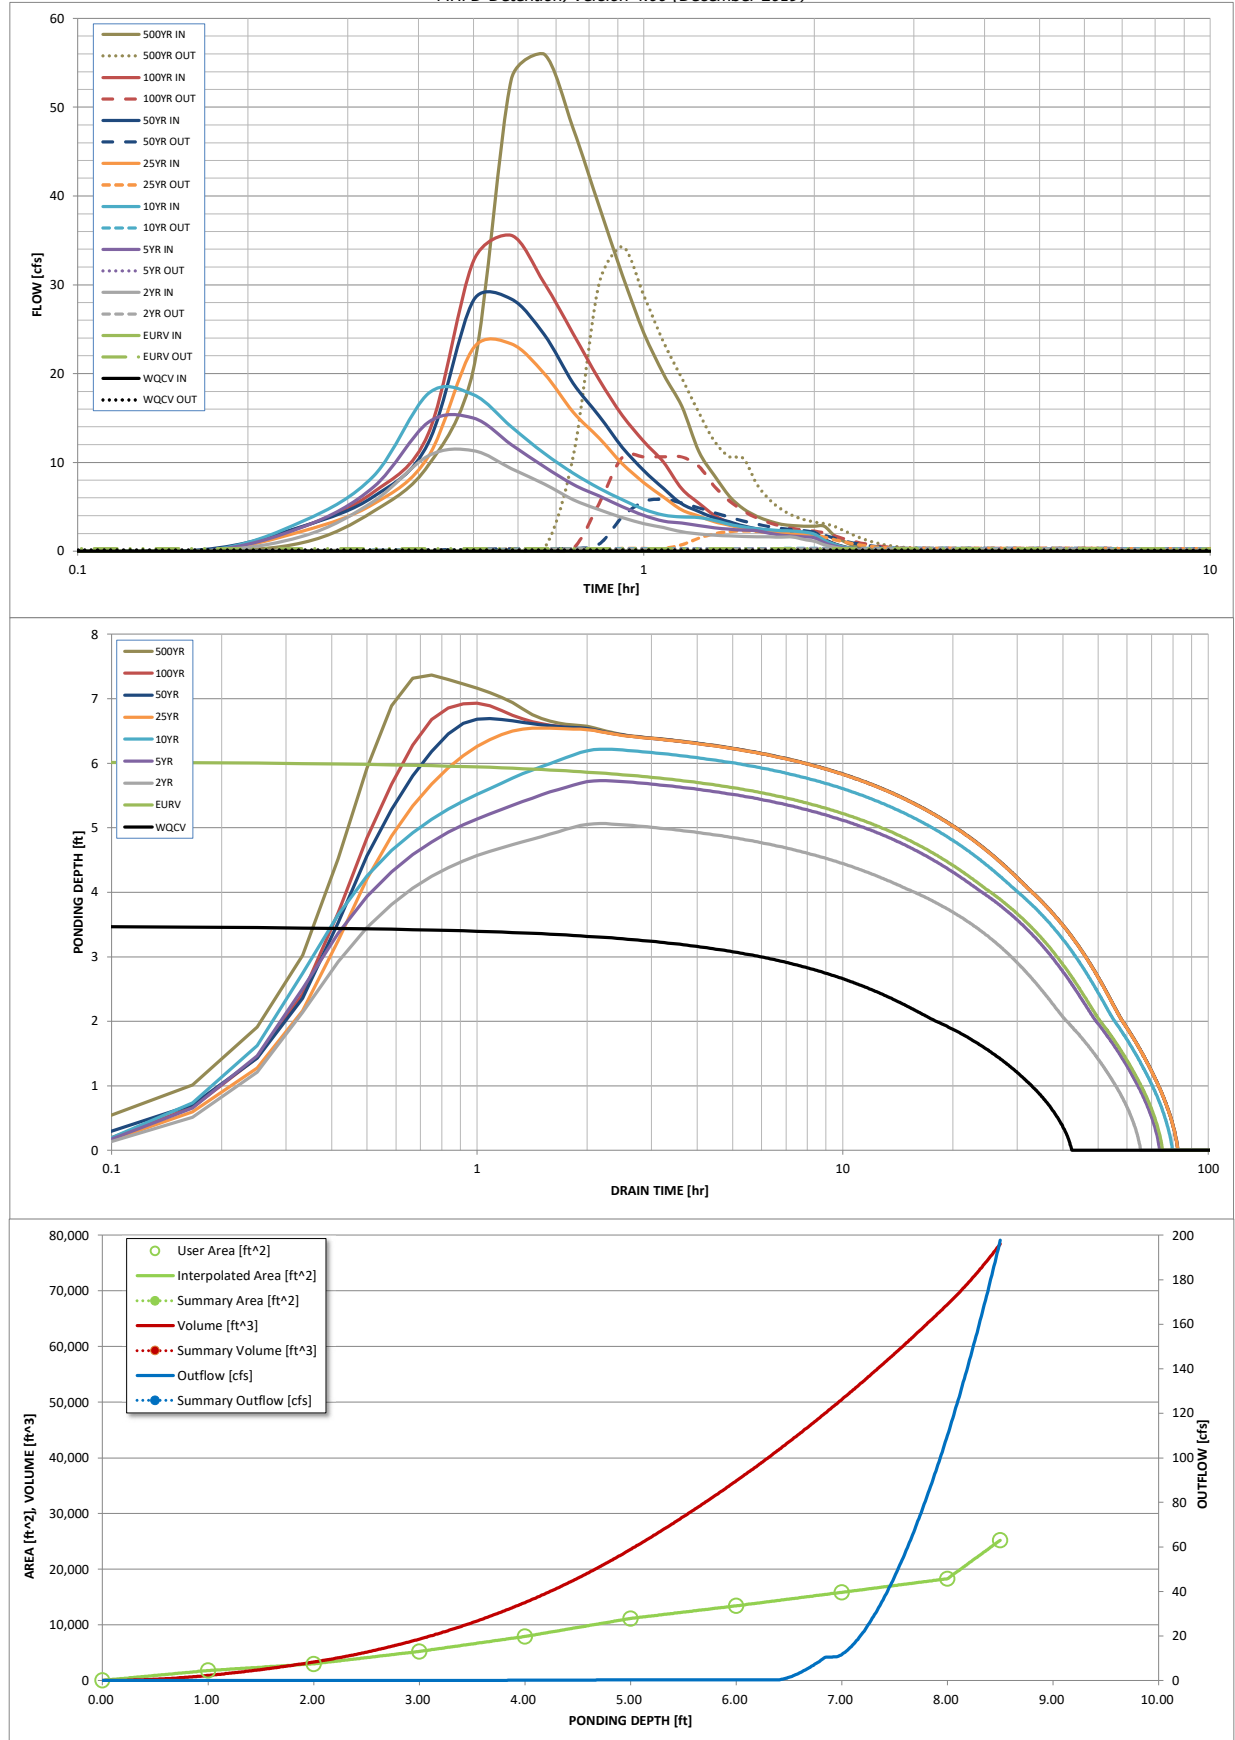 MHFD-Detention, Version 4.00 (December 2019)
60
50
40
30
20
10
0
FLOW [cfs]
500YR IN
500YR OUT
100YR IN
100YR OUT
50YR IN
50YR OUT
25YR IN
25YR OUT
10YR IN
10YR OUT
5YR IN
5YR OUT
2YR IN
2YR OUT
EURV IN
EURV OUT
WQCV IN
WQCV OUT
0.1
1
10
TIME [hr]
8
7
6
5
4
3
2
1
0
PONDING DEPTH [ft]
500YR
100YR
50YR
25YR
10YR
5YR
2YR
EURV
WQCV
0.1
1
10
100
DRAIN TIME [hr]
80,000
70,000
60,000
50,000
40,000
30,000
20,000
10,000
0
AREA [ft^2], VOLUME [ft^3]
User Area [ft^2]
Interpolated Area [ft^2]
Summary Area [ft^2]
Volume [ft^3]
Summary Volume [ft^3]
Outflow [cfs]
Summary Outflow [cfs]
200
180
160
140
120
100
80
60
40
20
0
OUTFLOW [cfs]
0.00
1.00
2.00
3.00
4.00
5.00
6.00
7.00
8.00
9.00
10.00
PONDING DEPTH [ft]